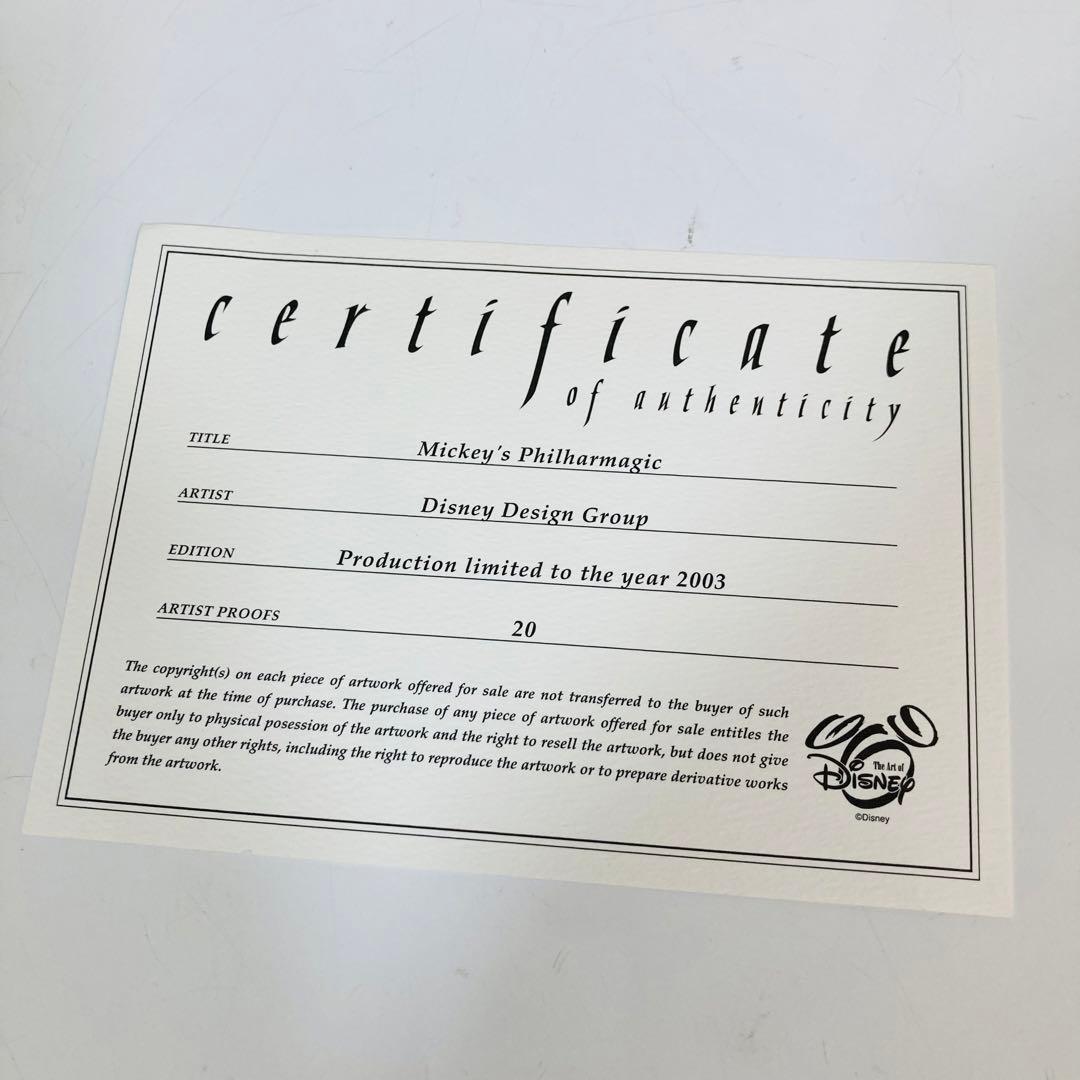 certificate
of authenticity
TITLE Mickey's Philharmagic
ARTIST Disney Design Group
EDITION Production limited to the year 2003
ARTIST PROOFS 20
The copyright(s) on each piece of artwork offered for sale are not transferred to the buyer of such
artwork at the time of purchase. The purchase of any piece of artwork offered for sale entitles the
buyer only to physical posession of the artwork and the right to resell the artwork, but does not give
the buyer any other rights, including the right to reproduce the artwork or to prepare derivative works
from the artwork.
The Art of
DISNEY
©Disney